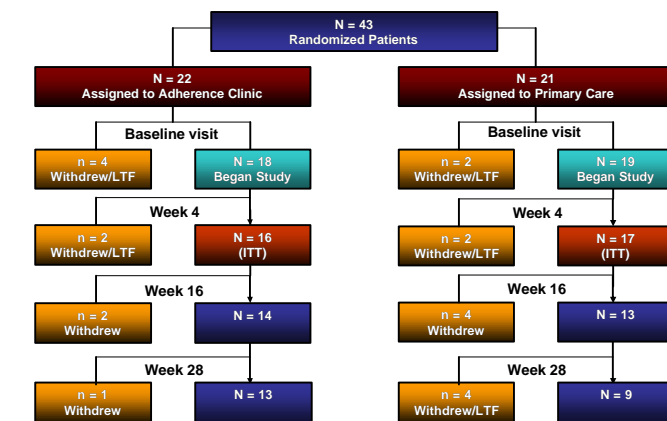 N = 43
Randomized Patients
N = 22
Assigned to Adherence Clinic
N = 21
Assigned to Primary Care
Baseline visit
Baseline visit
n = 4
Withdrew/LTF
N = 18
Began Study
n = 2
Withdrew/LTF
N = 19
Began Study
Week 4
Week 4
n = 2
Withdrew/LTF
N = 16
(ITT)
n = 2
Withdrew/LTF
N = 17
(ITT)
Week 16
Week 16
n = 2
Withdrew
N = 14
n = 4
Withdrew
N = 13
Week 28
Week 28
n = 1
Withdrew
N = 13
n = 4
Withdrew/LTF
N = 9